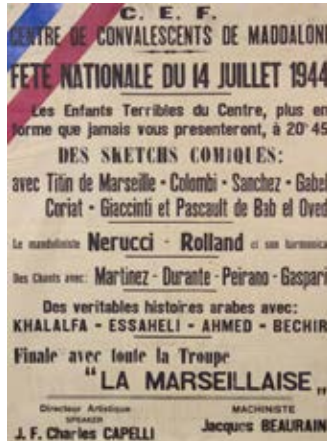 C. E. F.
CENTRE DE CONVALESCENTS DE MADDALONI
FETE NATIONALE DU 14 JUILLET 1944
Les Enfants Terribles du Centre, plus en
forme que jamais vous presenteront, à 20ʰ 45
DES SKETCHS COMIQUES:
avec Titin de Marseille - Colombi - Sanchez - Gabel
Coriat - Giaccinti et Pascault de Bab el Oved
Le mandoliniste Nerucci - Rolland et son harmonica
Des Chants avec: Martinez - Durante - Peirano - Gaspari
Des veritables histoires arabes avec:
KHALALFA - ESSAHELI - AHMED - BECHIR
Finale avec toute la Troupe
"LA MARSEILLAISE"
Directeur Artistique
SPEAKER
J. F. Charles CAPELLI
MACHINISTE
Jacques BEAURAIN